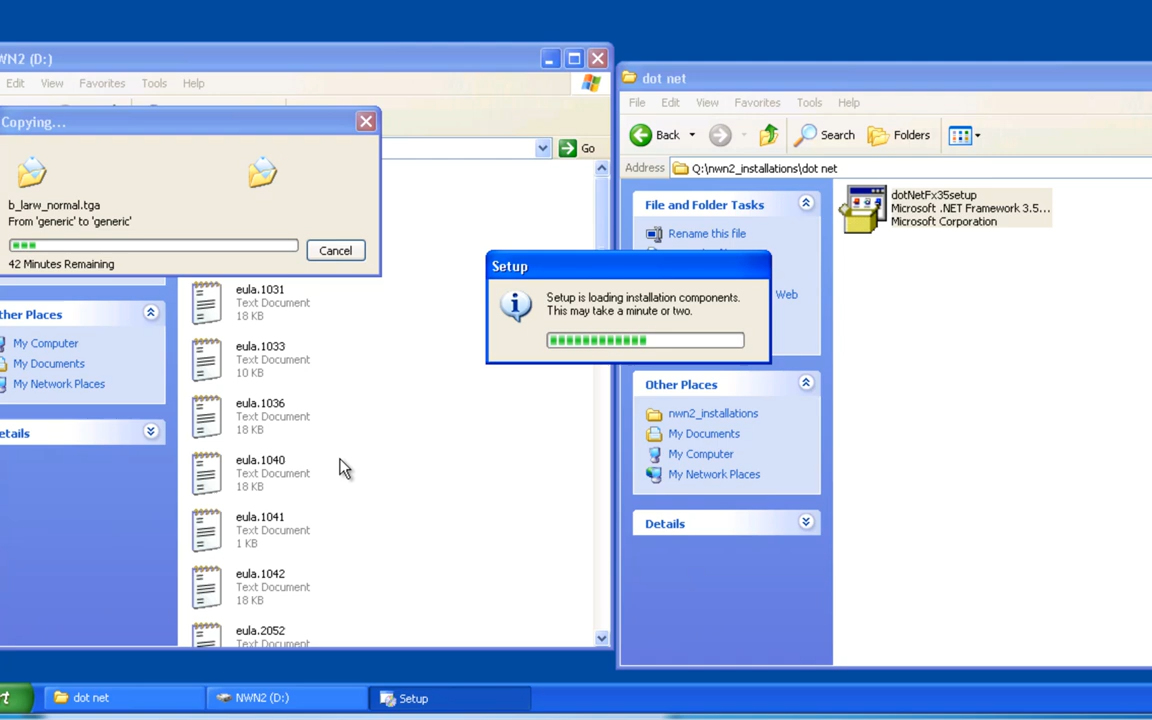 WN2 (D:)
Edit View Favorites Tools Help
Go
Copying...
b_larw_normal.tga
From 'generic' to 'generic'
Cancel
42 Minutes Remaining
ther Places
My Computer
My Documents
My Network Places
etails
eula.1031
Text Document
18 KB
eula.1033
Text Document
10 KB
eula.1036
Text Document
18 KB
eula.1040
Text Document
18 KB
eula.1041
Text Document
1 KB
eula.1042
Text Document
18 KB
eula.2052
Text Document
dot net
File Edit View Favorites Tools Help
Back Search Folders
Address Q:\nwn2_installations\dot net
File and Folder Tasks
Rename this file
Web
Other Places
nwn2_installations
My Documents
My Computer
My Network Places
Details
dotNetFx35setup
Microsoft .NET Framework 3.5...
Microsoft Corporation
Setup
Setup is loading installation components.
This may take a minute or two.
rt dot net NWN2 (D:) Setup